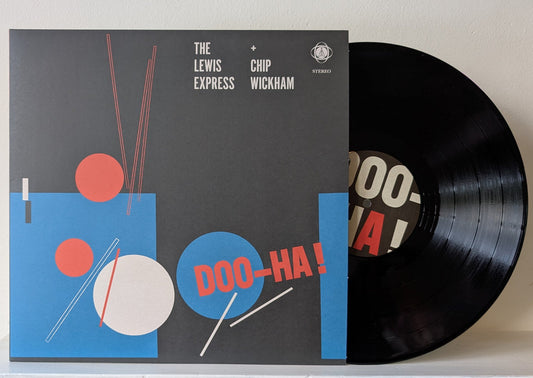 THE
LEWIS
EXPRESS
+
CHIP
WICKHAM
STEREO
DOO-HA!
DOO-
HA!